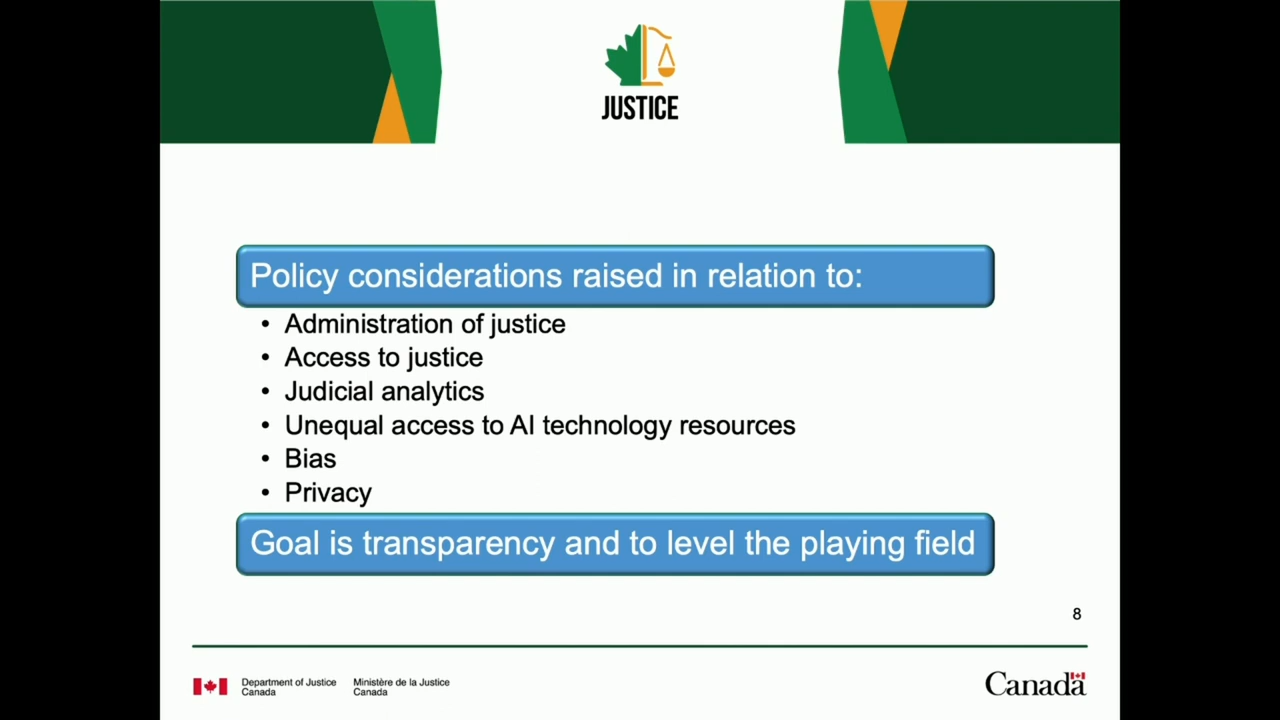 JUSTICE
Policy considerations raised in relation to:
• Administration of justice
• Access to justice
• Judicial analytics
• Unequal access to AI technology resources
• Bias
• Privacy
Goal is transparency and to level the playing field
8
Department of Justice
Canada
Ministère de la Justice
Canada
Canada